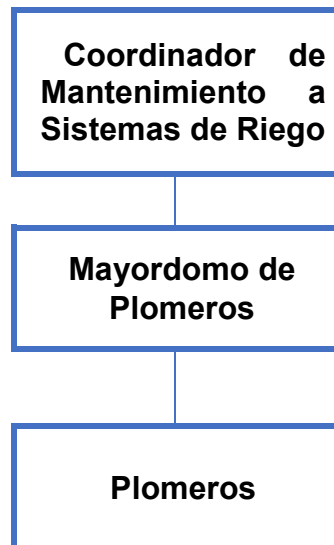 Coordinador de
Mantenimiento a
Sistemas de Riego
Mayordomo de
Plomeros
Plomeros